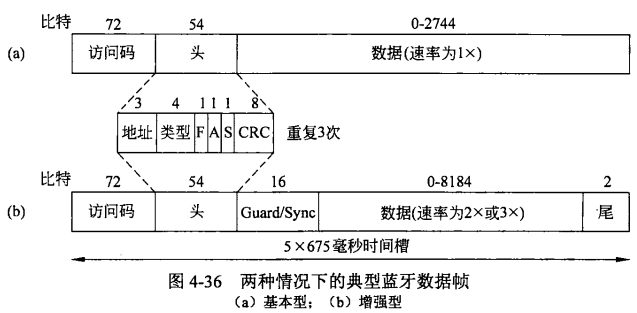 比特 72 54 0-2744
(a) 访问码 头 数据(速率为1×)
3 4 1 1 1 8
地址 类型 F A S CRC 重复3次
比特 72 54 16 0-8184 2
(b) 访问码 头 Guard/Sync 数据(速率为2×或3×) 尾
5×675毫秒时间槽
图 4-36 两种情况下的典型蓝牙数据帧
(a) 基本型；(b) 增强型